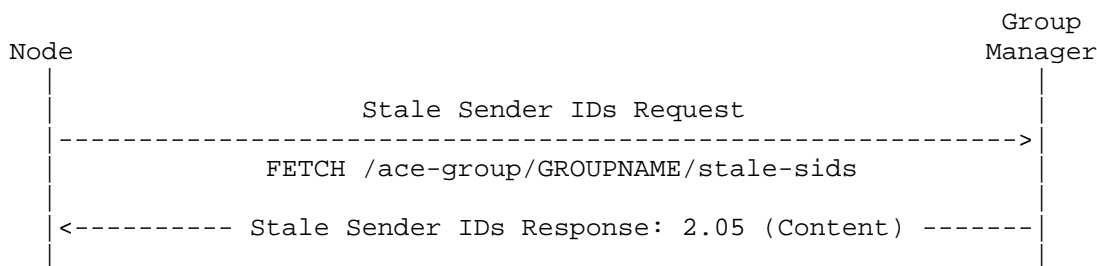 Group
Node Manager
Stale Sender IDs Request
FETCH /ace-group/GROUPNAME/stale-sids
Stale Sender IDs Response: 2.05 (Content)